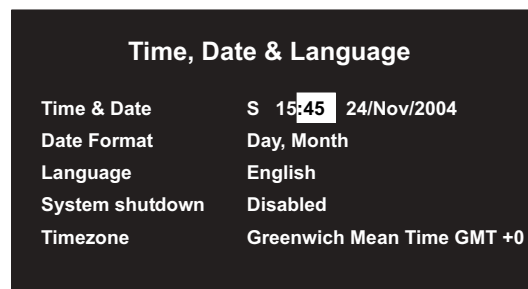 Time, Date & Language
Time & Date S 15:45 24/Nov/2004
Date Format Day, Month
Language English
System shutdown Disabled
Timezone Greenwich Mean Time GMT +0